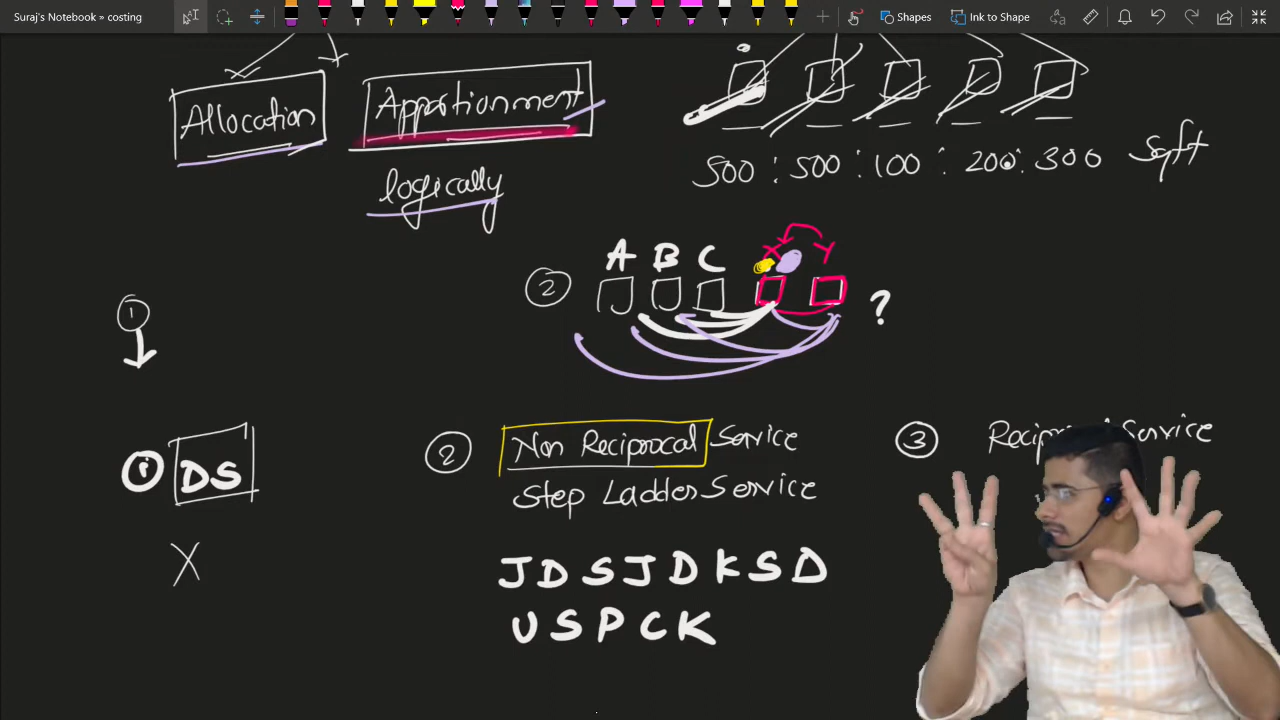 Suraj's Notebook » costing
Shapes
Ink to Shape
Allocation
Apportionment
logically
500 : 500 : 100 : 200 : 300 Sqft
A B C
②
?
①
① DS
X
② Non Reciprocal Service
Step Ladder Service
JDSJDKSD
USPCK
③ Service